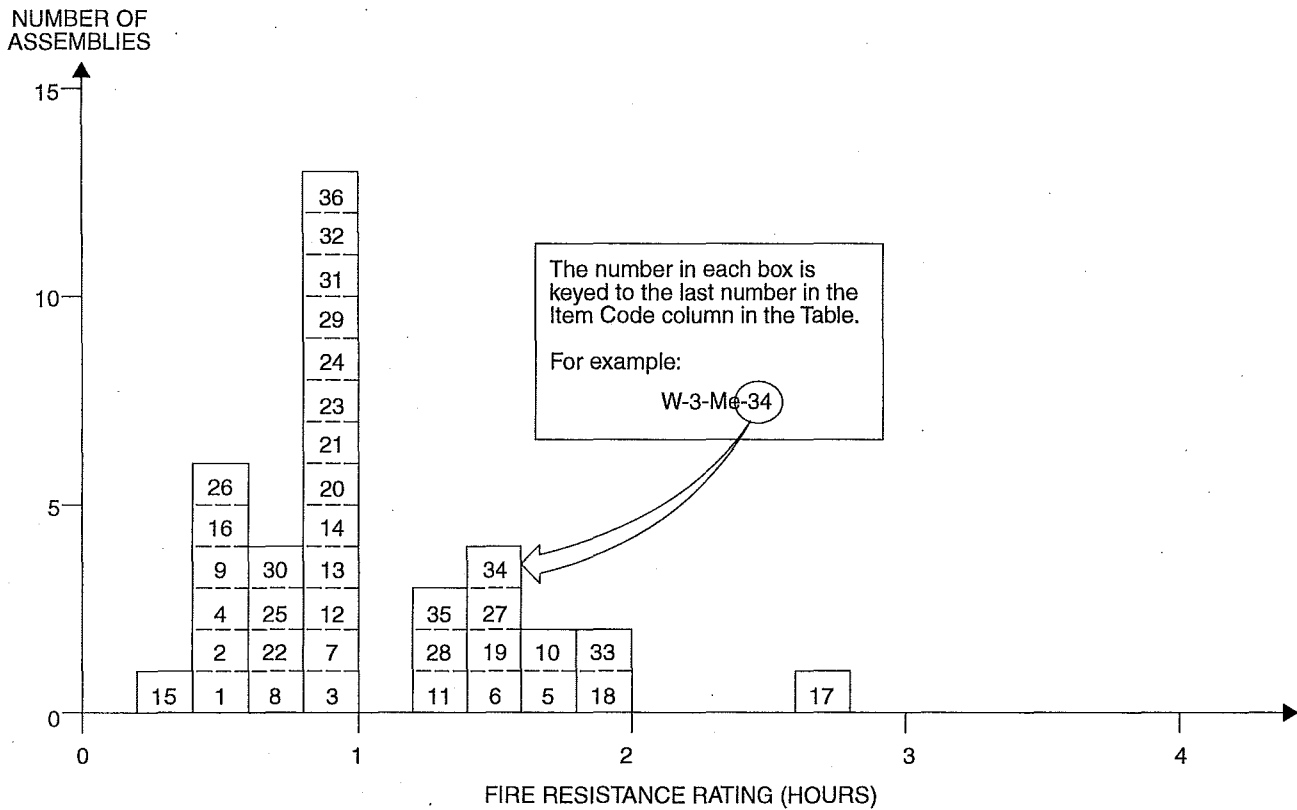 NUMBER OF
ASSEMBLIES
15
10
5
0
36
32
31
29
24
23
21
26 20
16 14
9 30 13 34
4 25 12 35 27
2 22 7 28 19 10 33
15 1 8 3 11 6 5 18 17
The number in each box is
keyed to the last number in the
Item Code column in the Table.
For example:
W-3-Me-34
0 1 2 3 4
FIRE RESISTANCE RATING (HOURS)